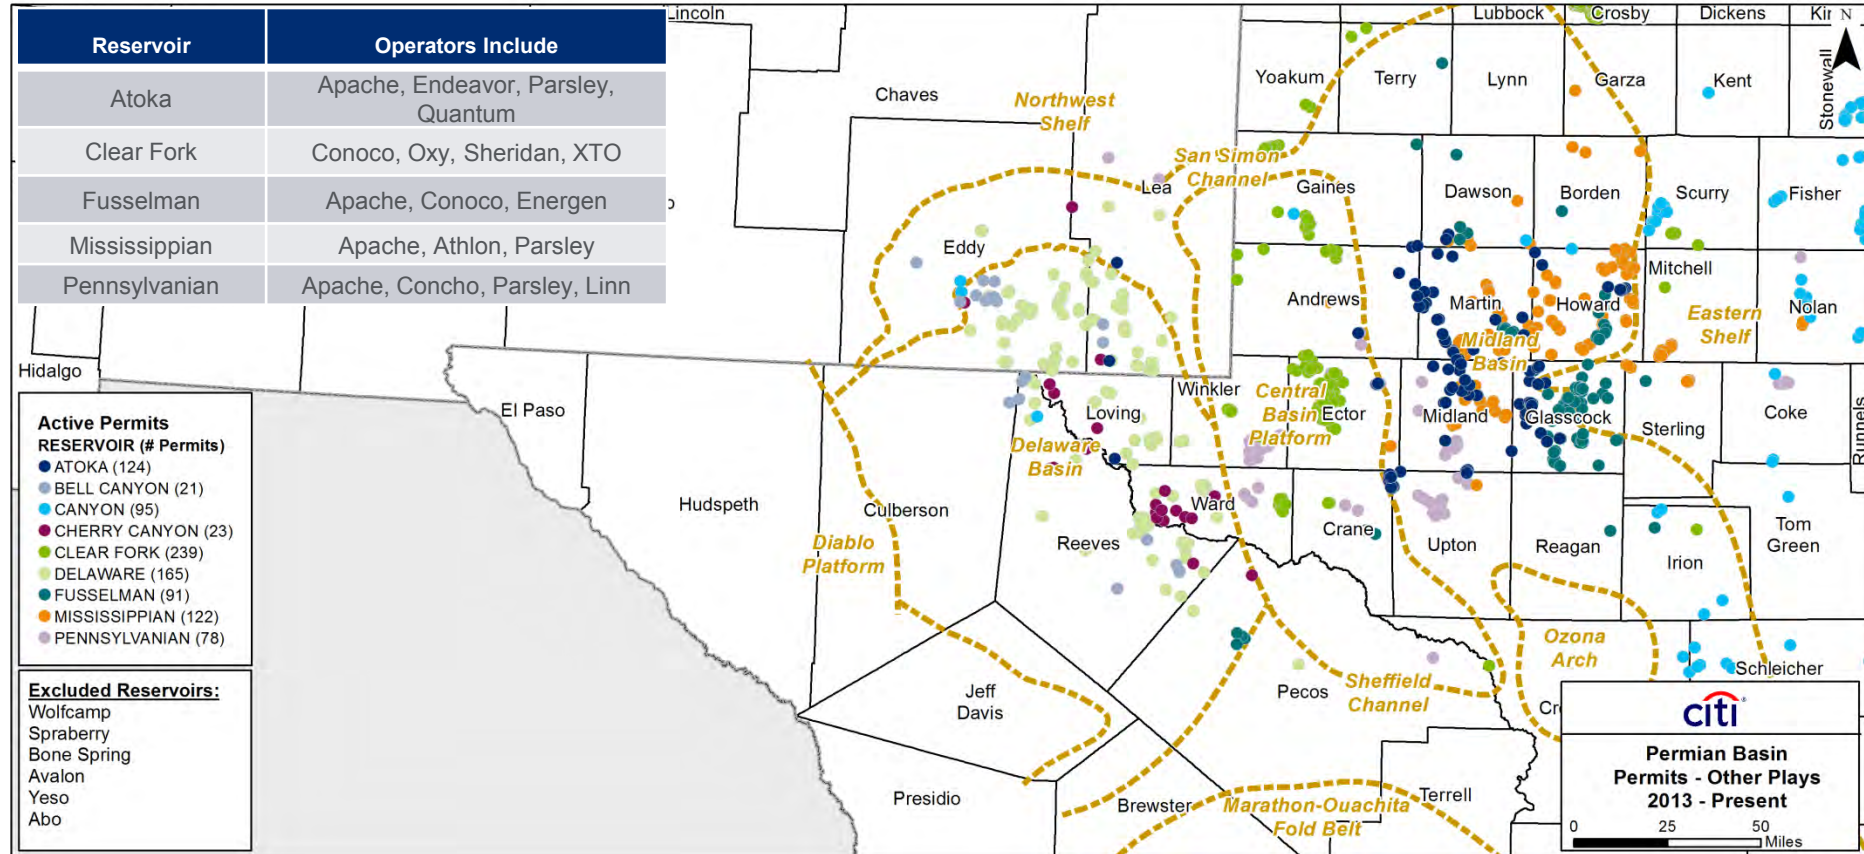 Reservoir
Operators Include
Atoka
Apache, Endeavor, Parsley,
Quantum
Clear Fork
Conoco, Oxy, Sheridan, XTO
Fusselman
Apache, Conoco, Energen
Mississippian
Apache, Athlon, Parsley
Pennsylvanian
Apache, Concho, Parsley, Linn
Lincoln
Lubbock
Crosby
Dickens
N
Chaves
Northwest
Shelf
Yoakum
Terry
Lynn
Garza
Kent
Stonewall
San Simon
Channel
Lea
Gaines
Dawson
Borden
Scurry
Fisher
Eddy
Andrews
Martin
Howard
Mitchell
Nolan
Midland
Basin
Eastern
Shelf
Hidalgo
El Paso
Winkler
Loving
Central
Basin
Platform
Ector
Midland
Glasscock
Sterling
Coke
Runnels
Delaware
Basin
Hudspeth
Culberson
Ward
Crane
Reeves
Upton
Reagan
Irion
Tom
Green
Diablo
Platform
Ozona
Arch
Schleicher
Jeff
Davis
Pecos
Sheffield
Channel
Presidio
Brewster
Marathon-Ouachita
Fold Belt
Terrell
Active Permits
RESERVOIR (# Permits)
ATOKA (124)
BELL CANYON (21)
CANYON (95)
CHERRY CANYON (23)
CLEAR FORK (239)
DELAWARE (165)
FUSSELMAN (91)
MISSISSIPPIAN (122)
PENNSYLVANIAN (78)
Excluded Reservoirs:
Wolfcamp
Spraberry
Bone Spring
Avalon
Yeso
Abo
citi
Permian Basin
Permits - Other Plays
2013 - Present
0 25 50
Miles